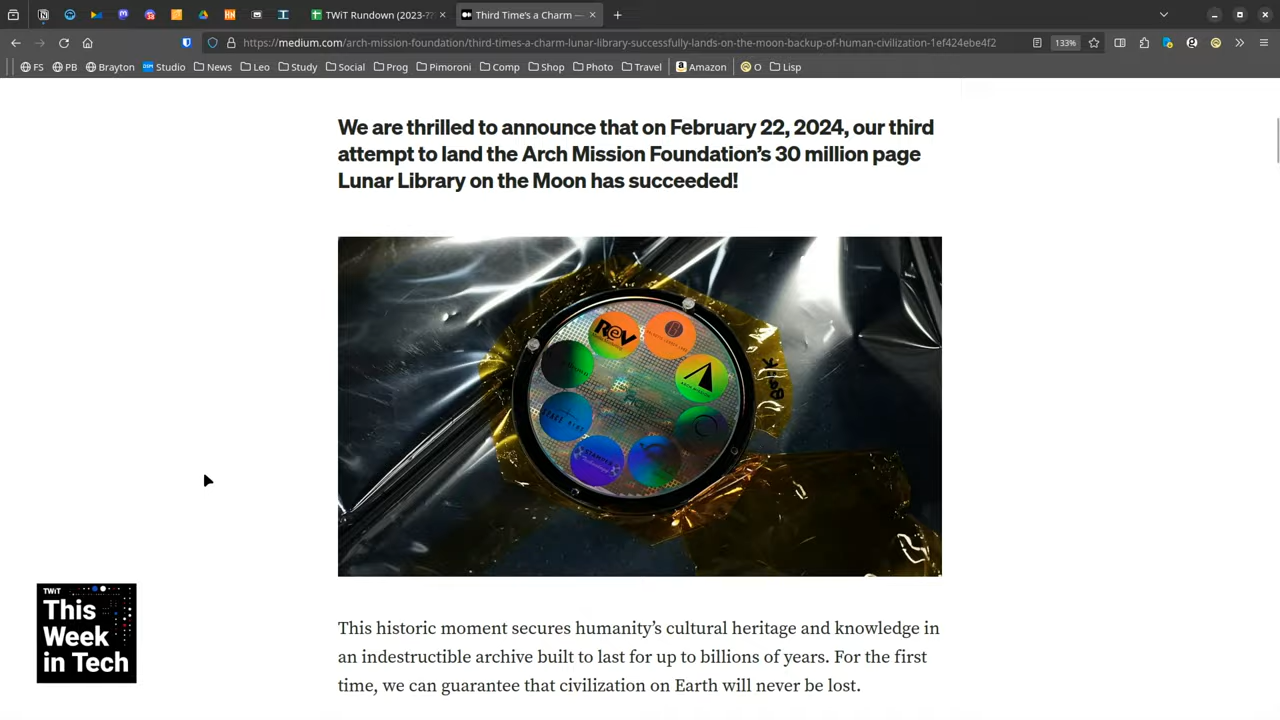 TWiT Rundown (2023-??
Third Time's a Charm —
https://medium.com/arch-mission-foundation/third-times-a-charm-lunar-library-successfully-lands-on-the-moon-backup-of-human-civilization-1ef424ebe4f2
133%
FS PB Brayton Studio News Leo Study Social Prog Pimoroni Comp Shop Photo Travel Amazon O Lisp
We are thrilled to announce that on February 22, 2024, our third
attempt to land the Arch Mission Foundation's 30 million page
Lunar Library on the Moon has succeeded!
ReV
ARCH MISSION
STAMPER
This historic moment secures humanity's cultural heritage and knowledge in
an indestructible archive built to last for up to billions of years. For the first
time, we can guarantee that civilization on Earth will never be lost.
TWiT
This
Week
in Tech